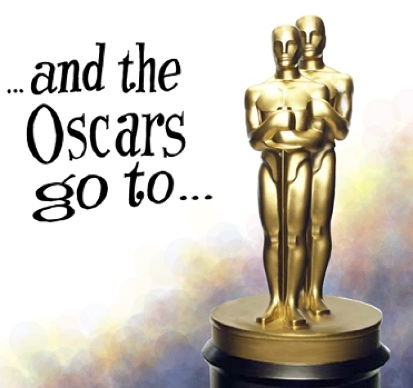 ...and the
Oscars
go to...